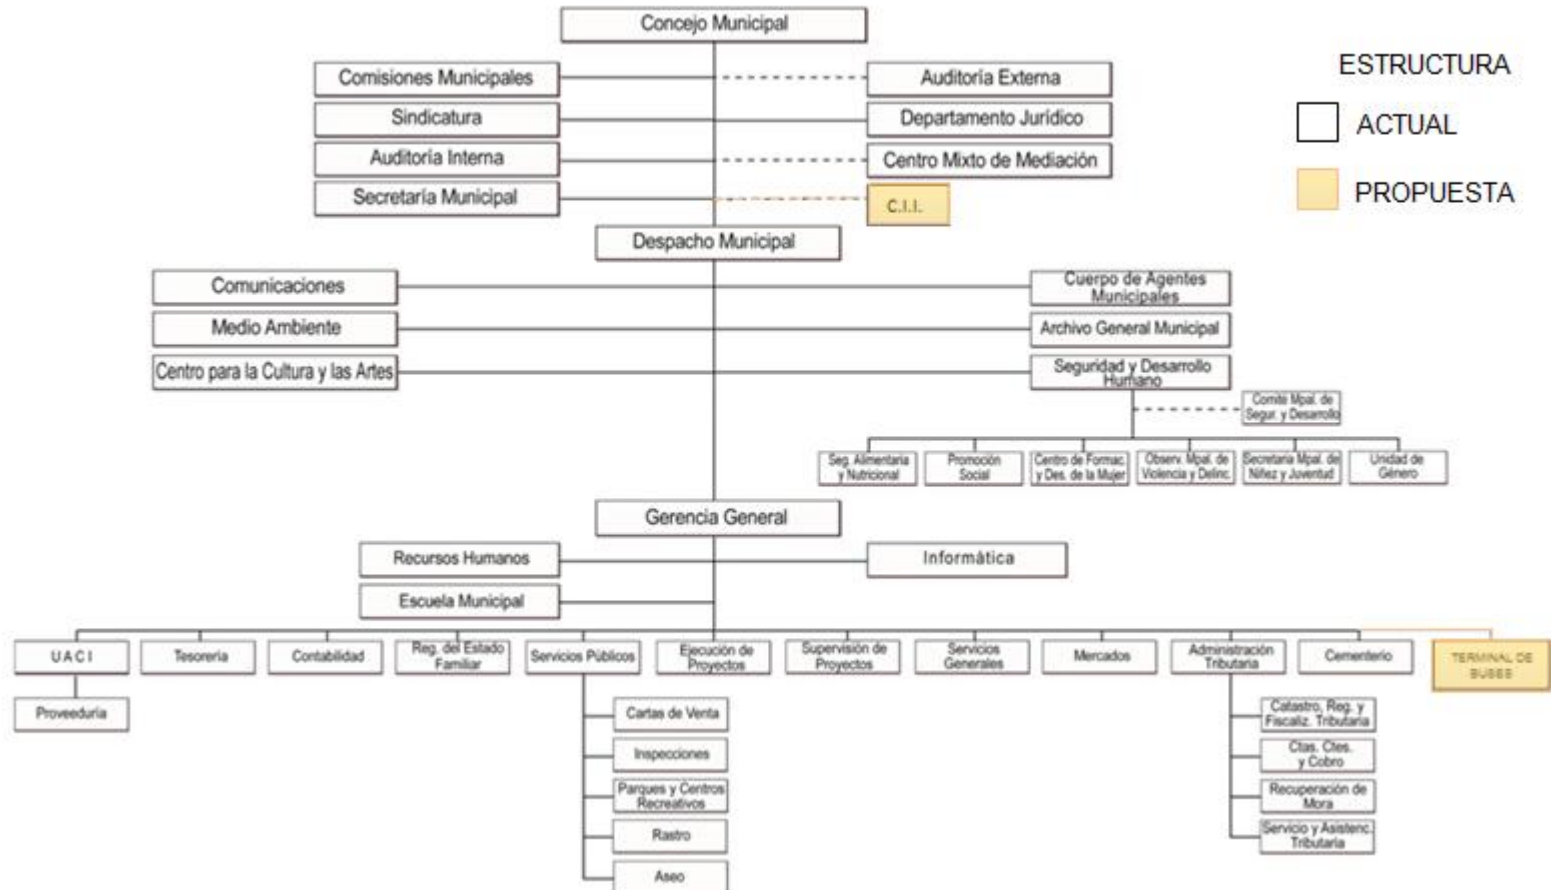 Concejo Municipal
Comisiones Municipales
Auditoría Externa
Sindicatura
Departamento Jurídico
Auditoría Interna
Centro Mixto de Mediación
Secretaría Municipal
C.I.I.
ESTRUCTURA
ACTUAL
PROPUESTA
Despacho Municipal
Comunicaciones
Cuerpo de Agentes
Municipales
Medio Ambiente
Archivo General Municipal
Centro para la Cultura y las Artes
Seguridad y Desarrollo
Humano
Comité Mpal. de
Segur. y Desarrollo
Seg. Alimentaria
y Nutricional
Promoción
Social
Centro de Formac.
y Des. de la Mujer
Observ. Mpal. de
Violencia y Delinc.
Secretaria Mpal. de
Niñez y Juventud
Unidad de
Género
Gerencia General
Recursos Humanos
Informática
Escuela Municipal
UACI
Tesorería
Contabilidad
Reg. del Estado
Familiar
Servicios Públicos
Ejecución de
Proyectos
Supervisión de
Proyectos
Servicios
Generales
Mercados
Administración
Tributaria
Cementerio
TERMINAL DE
BUSES
Proveeduría
Cartas de Venta
Inspecciones
Parques y Centros
Recreativos
Rastro
Aseo
Catastro, Reg. y
Fiscaliz. Tributaria
Ctas. Ctes.
y Cobro
Recuperación de
Mora
Servicio y Asistenc.
Tributaria